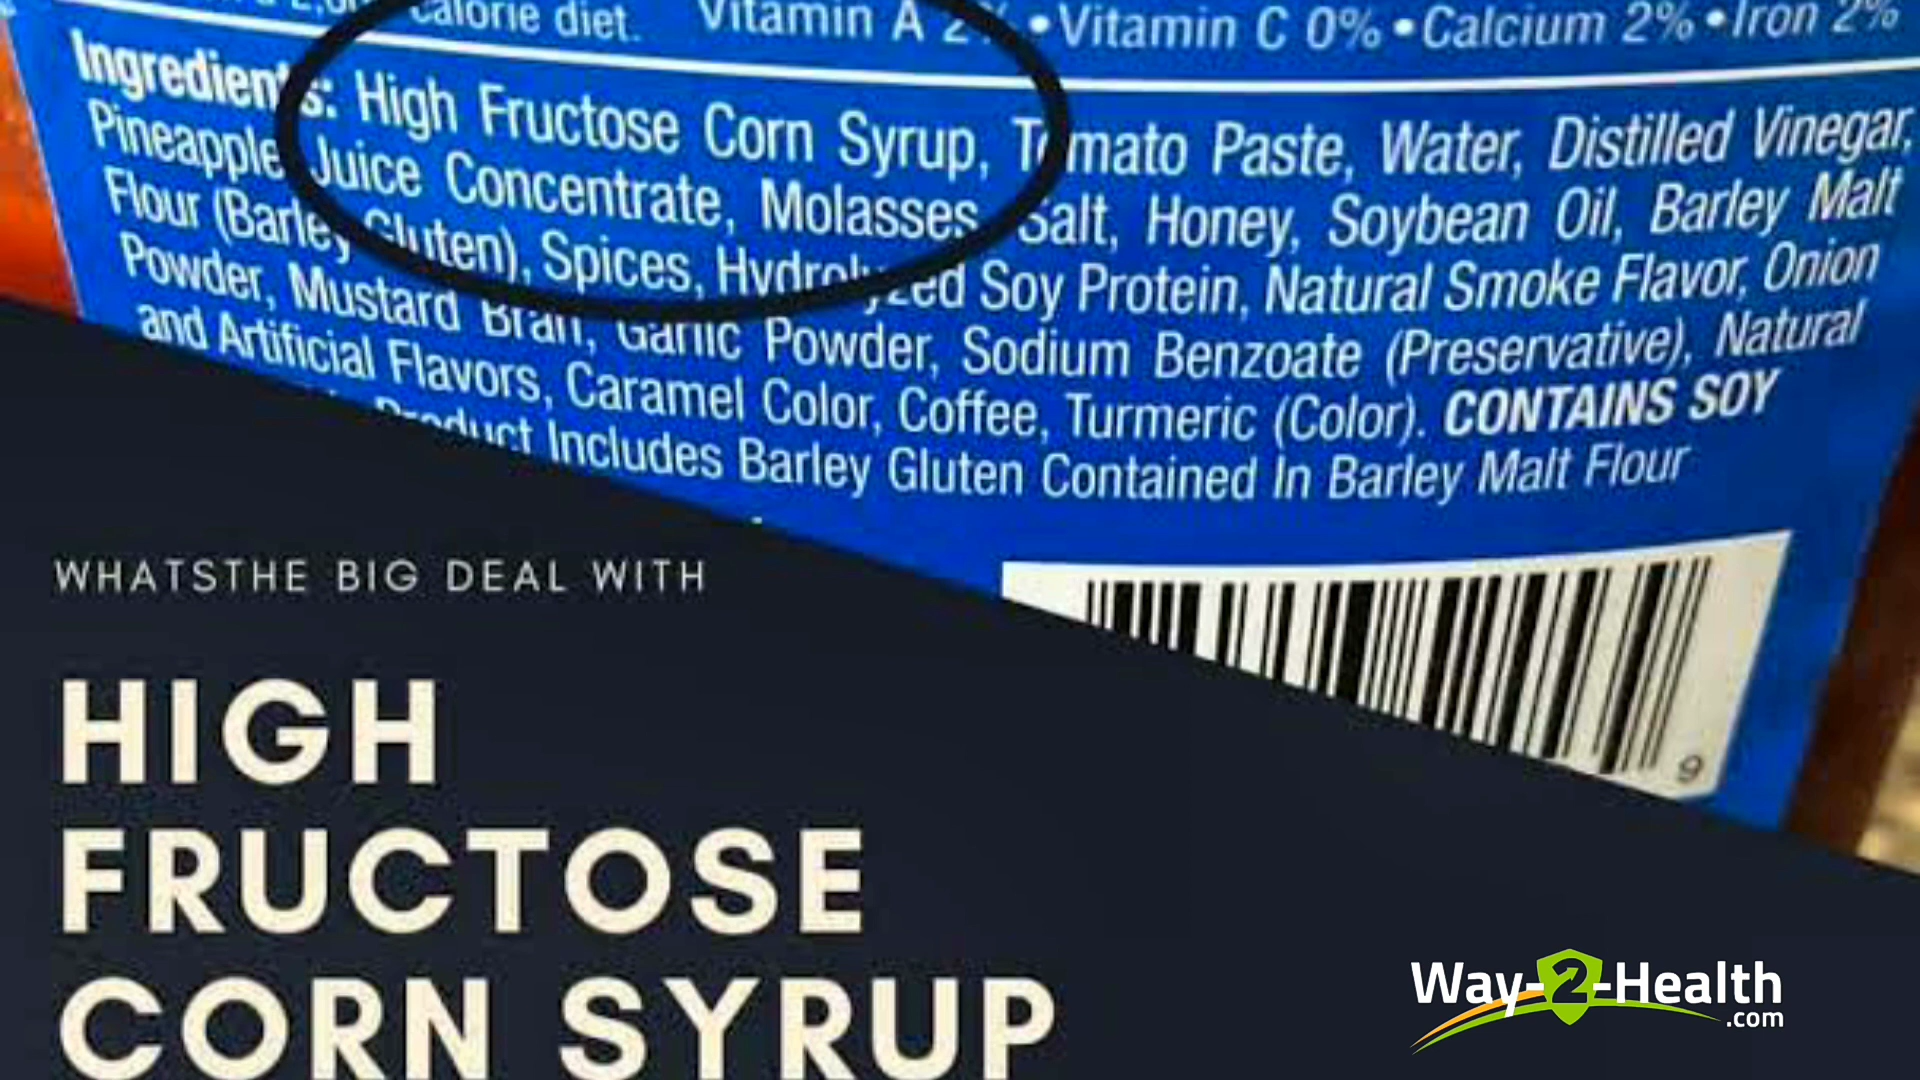 calorie diet. Vitamin A 2% • Vitamin C 0% • Calcium 2% • Iron 2%
Ingredients: High Fructose Corn Syrup, Tomato Paste, Water, Distilled Vinegar,
Pineapple Juice Concentrate, Molasses, Salt, Honey, Soybean Oil, Barley Malt
Flour (Barley Gluten), Spices, Hydrolyzed Soy Protein, Natural Smoke Flavor, Onion
Powder, Mustard Bran, Garlic Powder, Sodium Benzoate (Preservative), Natural
and Artificial Flavors, Caramel Color, Coffee, Turmeric (Color). CONTAINS SOY
Product Includes Barley Gluten Contained In Barley Malt Flour
9
WHATSTHE BIG DEAL WITH
HIGH
FRUCTOSE
CORN SYRUP
Way-2-Health
.com